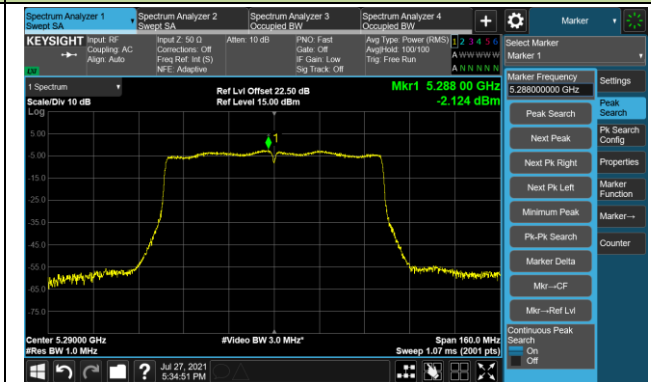 Spectrum Analyzer 1
Swept SA
Spectrum Analyzer 2
Swept SA
Spectrum Analyzer 3
Occupied BW
Spectrum Analyzer 4
Occupied BW
+
Marker
KEYSIGHT
Input: RF
Coupling: AC
Align: Auto
Input Z: 50 Ω
Corrections: Off
Freq Ref: Int (S)
NFE: Adaptive
Atten: 10 dB
PNO: Fast
Gate: Off
IF Gain: Low
Sig Track: Off
Avg Type: Power (RMS)
Avg|Hold: 100/100
Trig: Free Run
1 2 3 4 5 6
A W W W W W
A N N N N N
Select Marker
Marker 1
1 Spectrum
Scale/Div 10 dB
Log
Ref Lvl Offset 22.50 dB
Ref Level 15.00 dBm
Mkr1 5.288 00 GHz
-2.124 dBm
5.00
-5.00
-15.0
-25.0
-35.0
-45.0
-55.0
-65.0
-75.0
1
Center 5.29000 GHz
#Res BW 1.0 MHz
#Video BW 3.0 MHz*
Span 160.0 MHz
Sweep 1.07 ms (2001 pts)
Marker Frequency
5.288000000 GHz
Peak Search
Next Peak
Next Pk Right
Next Pk Left
Minimum Peak
Pk-Pk Search
Marker Delta
Mkr→CF
Mkr→Ref Lvl
Continuous Peak
Search
On
Off
Settings
Peak
Search
Pk Search
Config
Properties
Marker
Function
Marker→
Counter
?
Jul 27, 2021
5:34:51 PM